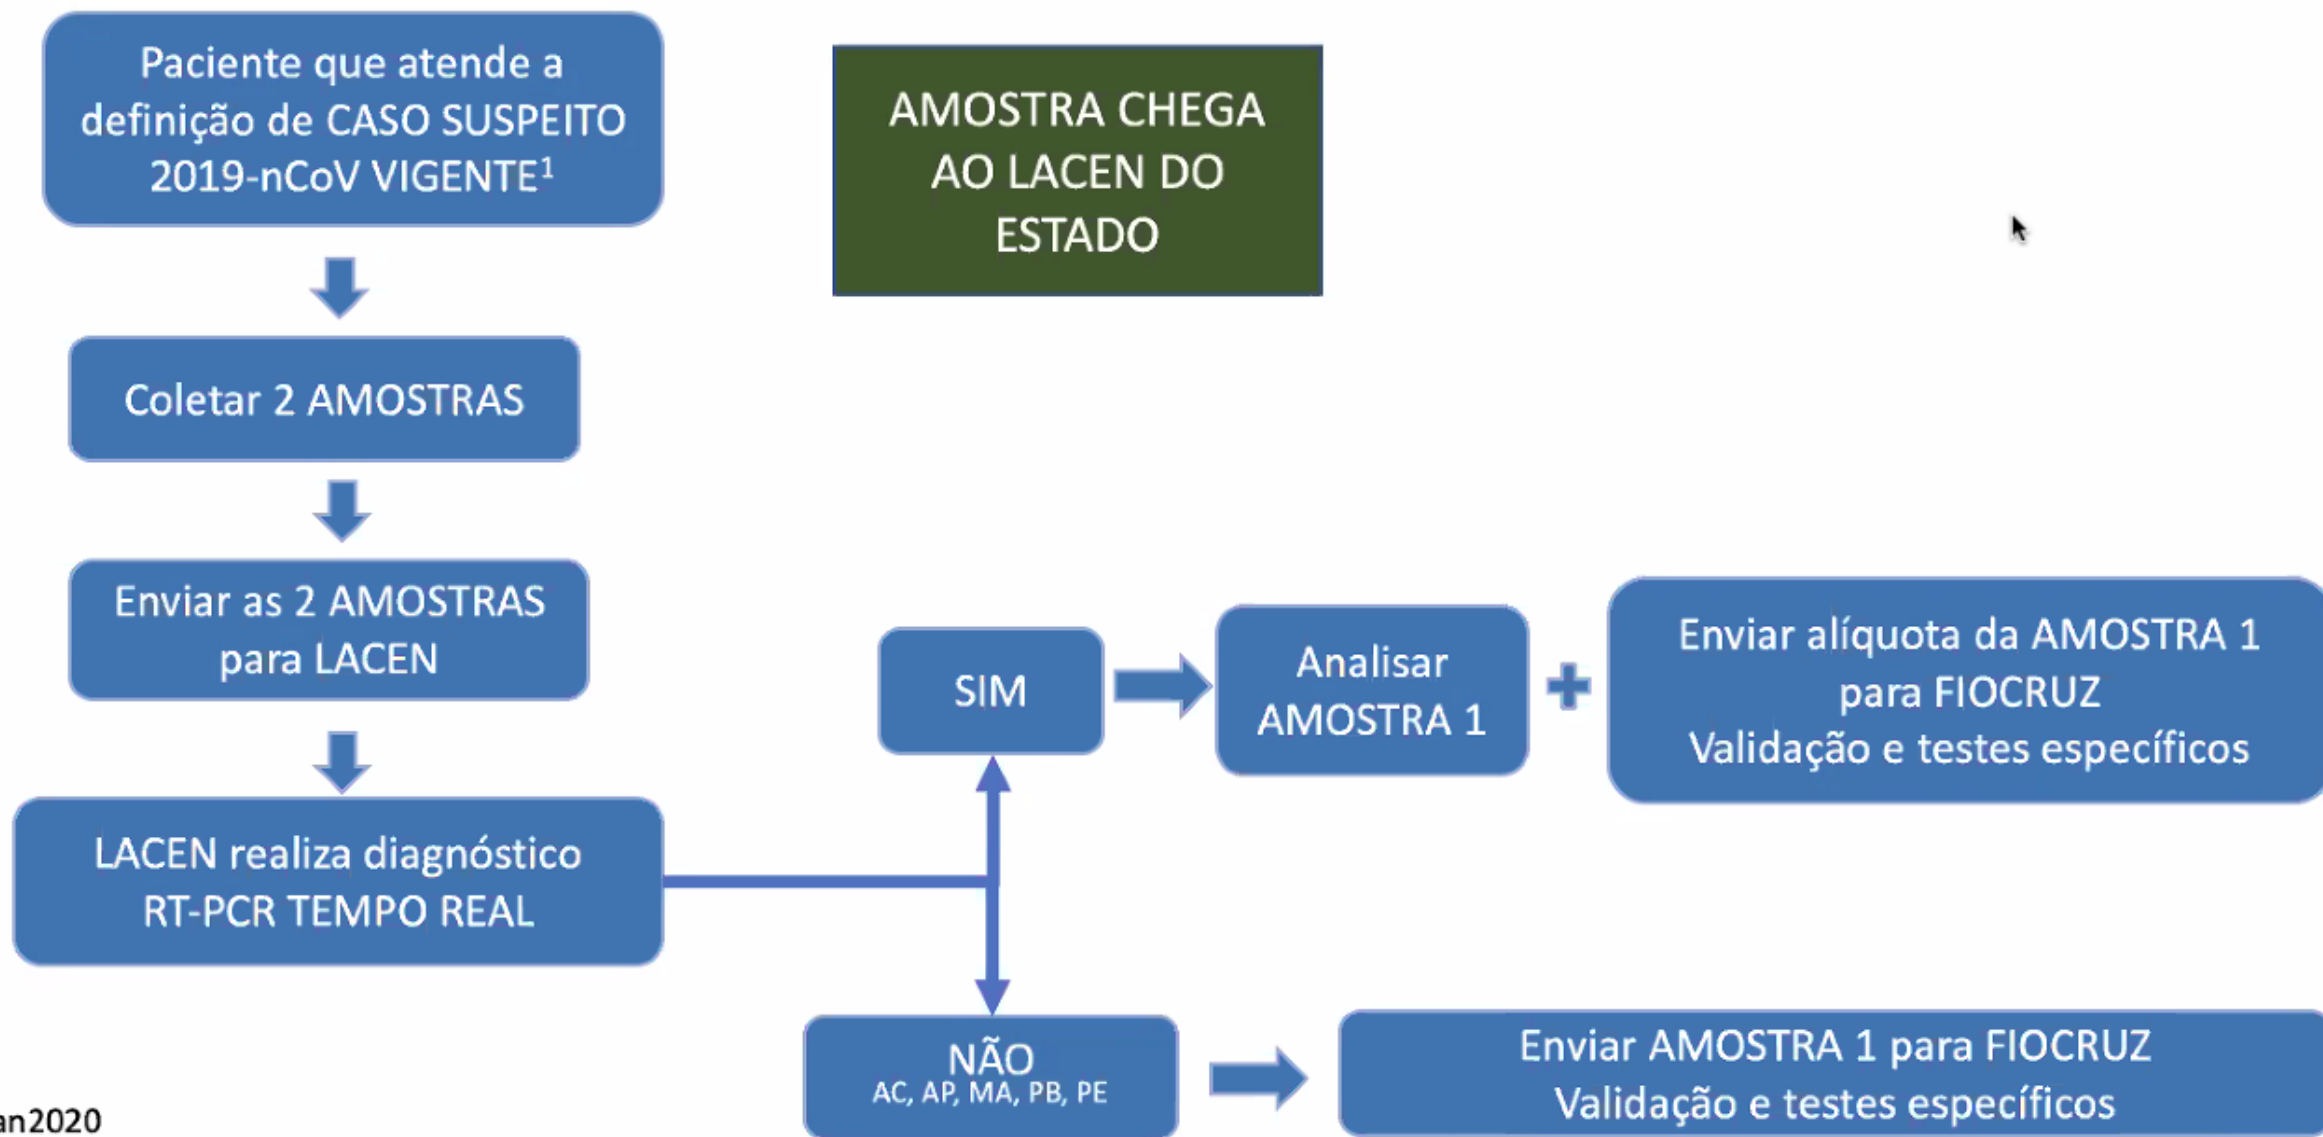 Paciente que atende a
definição de CASO SUSPEITO
2019-nCoV VIGENTE¹
AMOSTRA CHEGA
AO LACEN DO
ESTADO
Coletar 2 AMOSTRAS
Enviar as 2 AMOSTRAS
para LACEN
LACEN realiza diagnóstico
RT-PCR TEMPO REAL
SIM
Analisar
AMOSTRA 1
Enviar alíquota da AMOSTRA 1
para FIOCRUZ
Validação e testes específicos
NÃO
AC, AP, MA, PB, PE
Enviar AMOSTRA 1 para FIOCRUZ
Validação e testes específicos
an2020